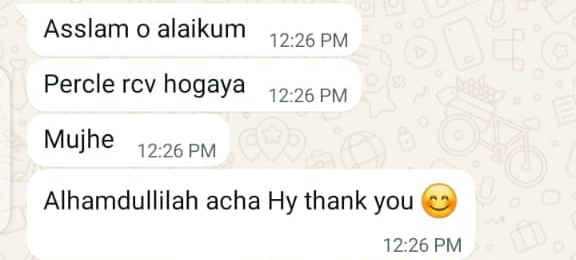 Asslam o alaikum 12:26 PM
Percle rcv hogaya 12:26 PM
Mujhe 12:26 PM
Alhamdullilah acha Hy thank you 😊
12:26 PM